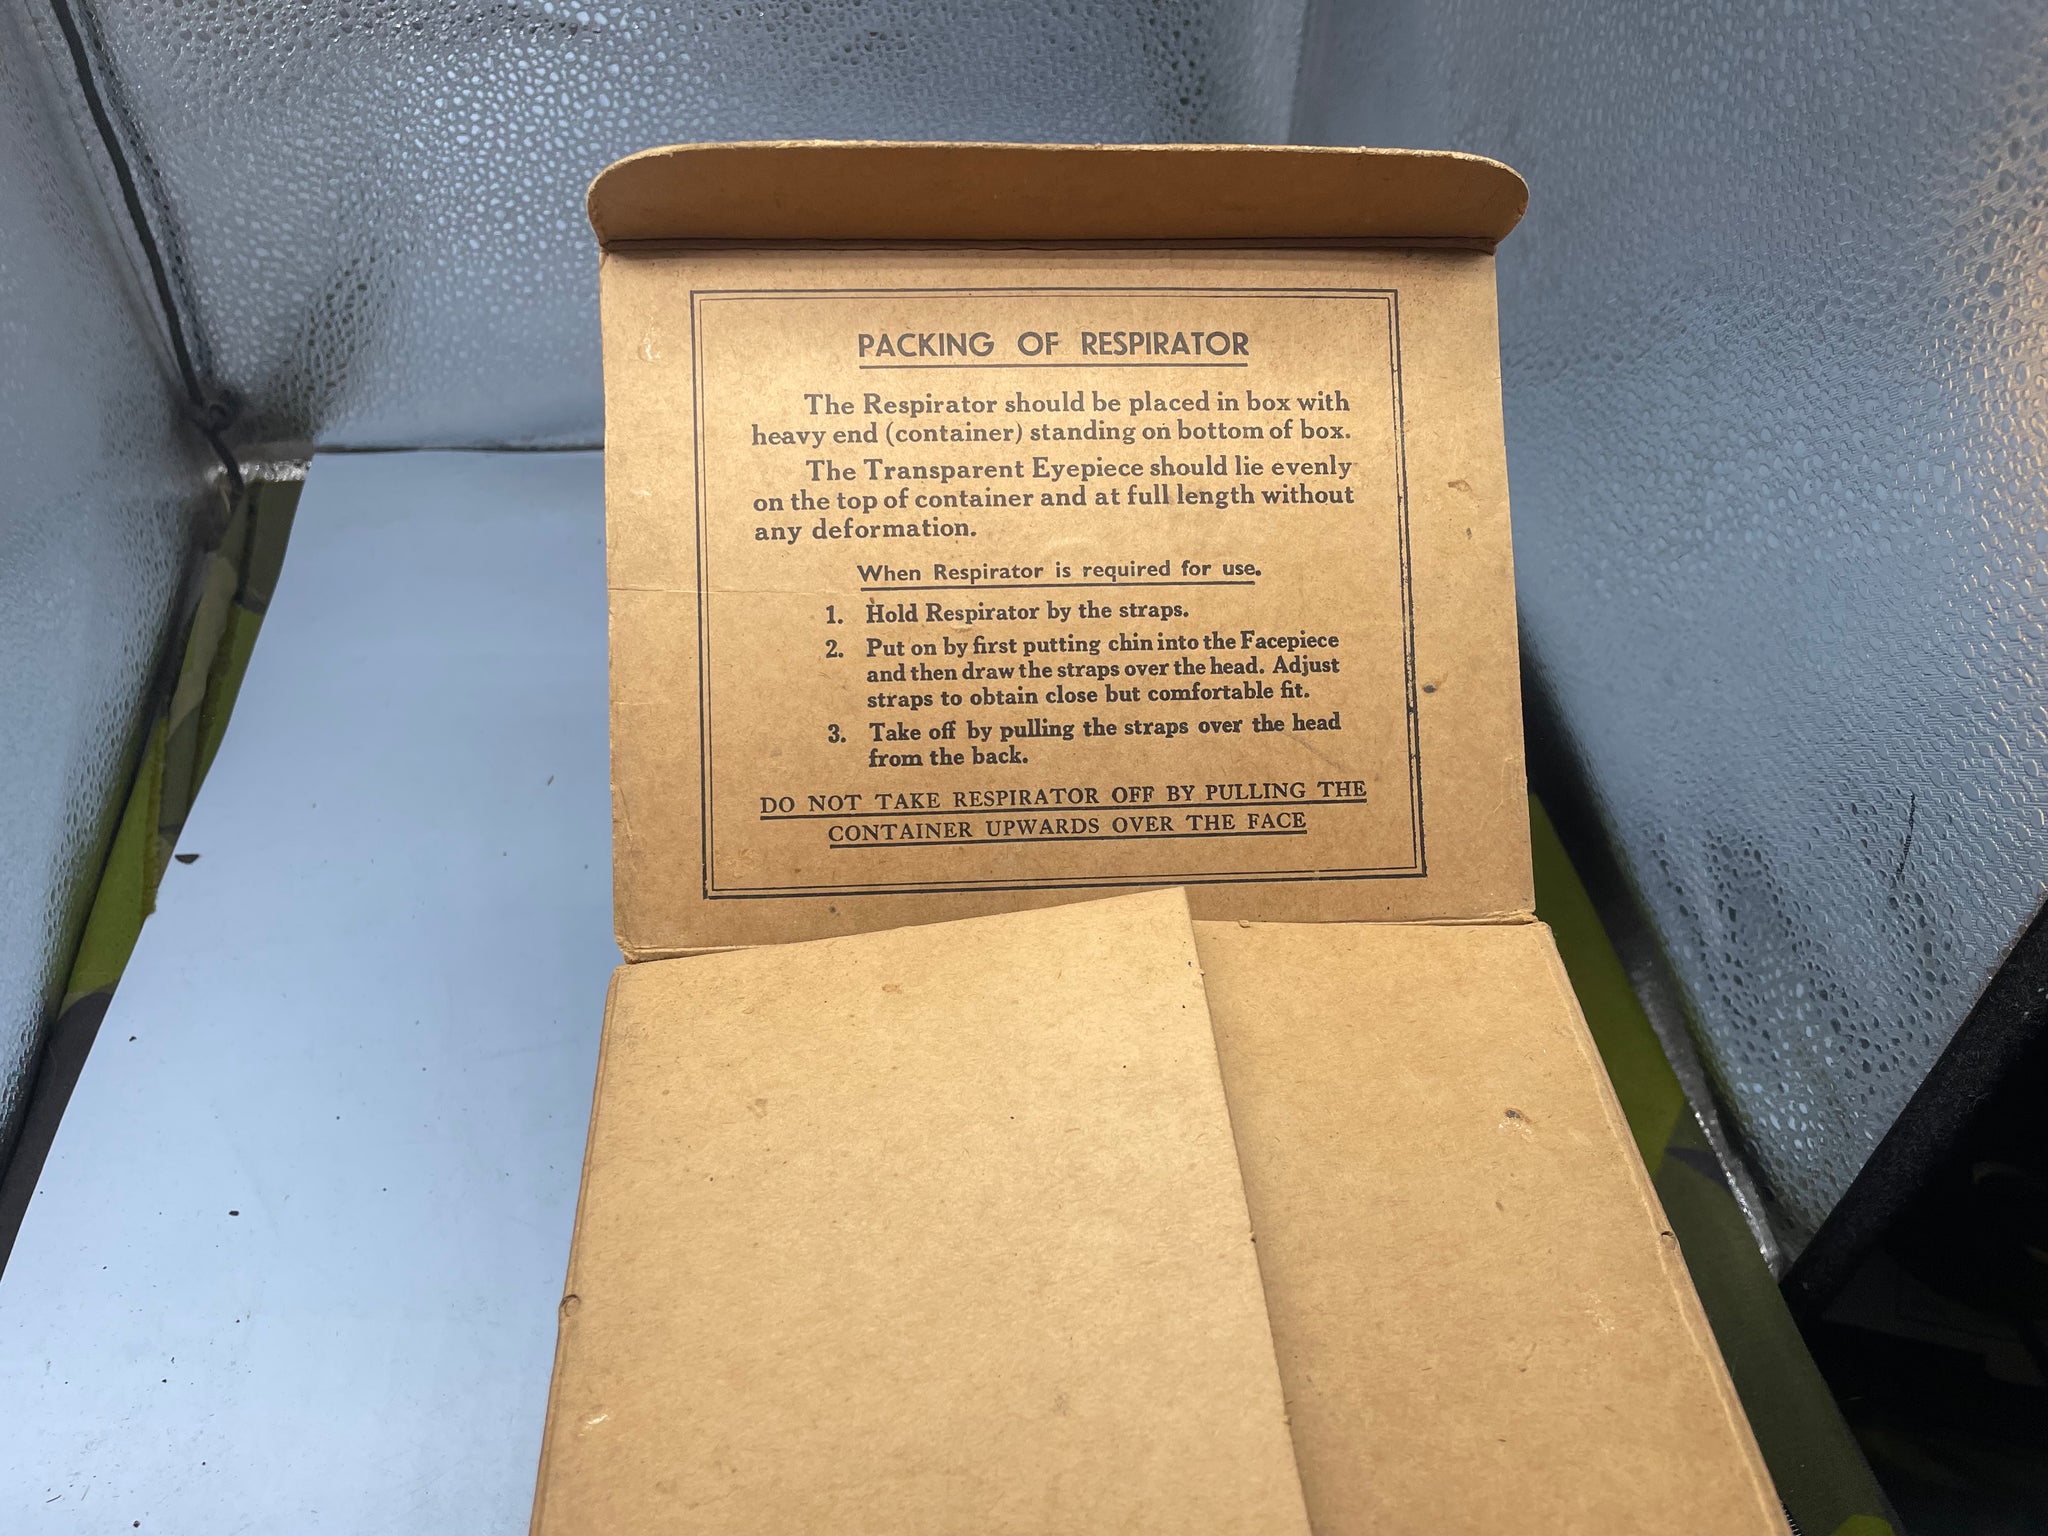 PACKING OF RESPIRATOR
The Respirator should be placed in box with
heavy end (container) standing on bottom of box.
The Transparent Eyepiece should lie evenly
on the top of container and at full length without
any deformation.
When Respirator is required for use.
1. Hold Respirator by the straps.
2. Put on by first putting chin into the Facepiece
and then draw the straps over the head. Adjust
straps to obtain close but comfortable fit.
3. Take off by pulling the straps over the head
from the back.
DO NOT TAKE RESPIRATOR OFF BY PULLING THE
CONTAINER UPWARDS OVER THE FACE